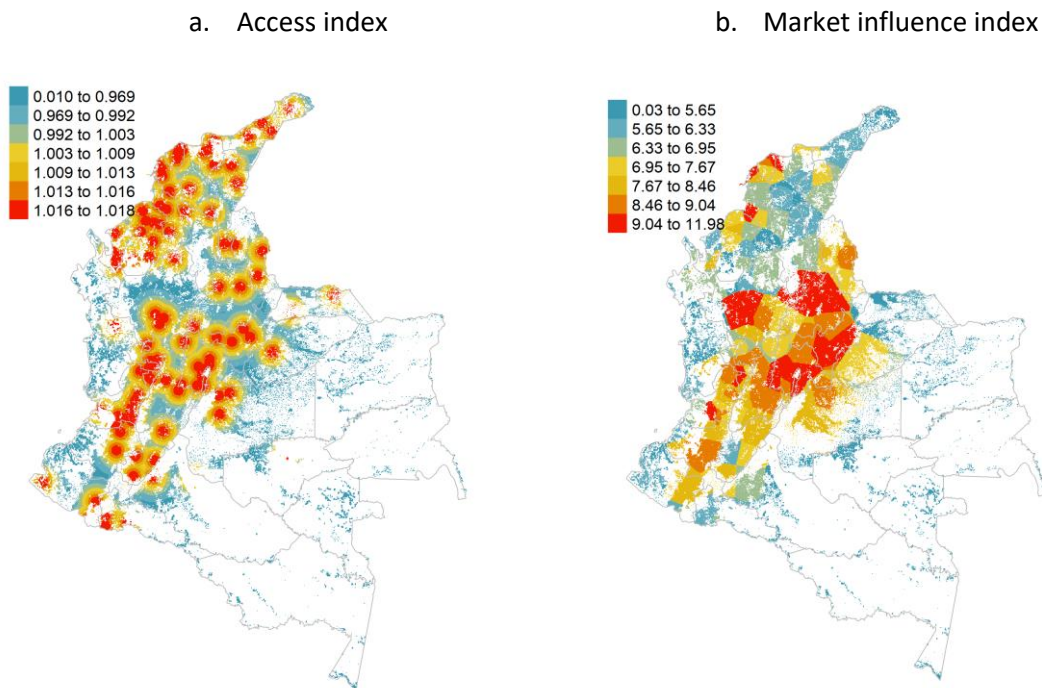 a. Access index
b. Market influence index
0.010 to 0.969
0.969 to 0.992
0.992 to 1.003
1.003 to 1.009
1.009 to 1.013
1.013 to 1.016
1.016 to 1.018
0.03 to 5.65
5.65 to 6.33
6.33 to 6.95
6.95 to 7.67
7.67 to 8.46
8.46 to 9.04
9.04 to 11.98